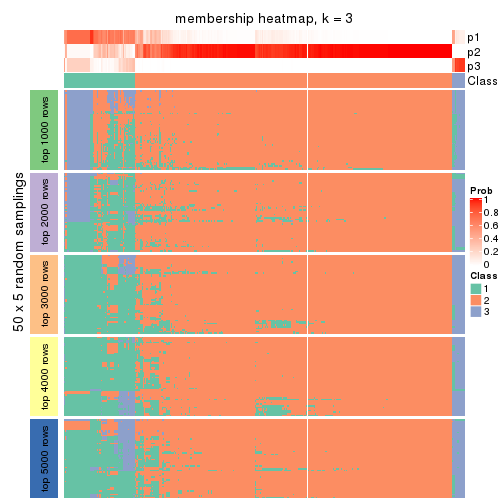 membership heatmap, k = 3
p1
p2
p3
Class
50 x 5 random samplings
top 1000 rows
top 2000 rows
top 3000 rows
top 4000 rows
top 5000 rows
Prob
1
0.8
0.6
0.4
0.2
0
Class
1
2
3